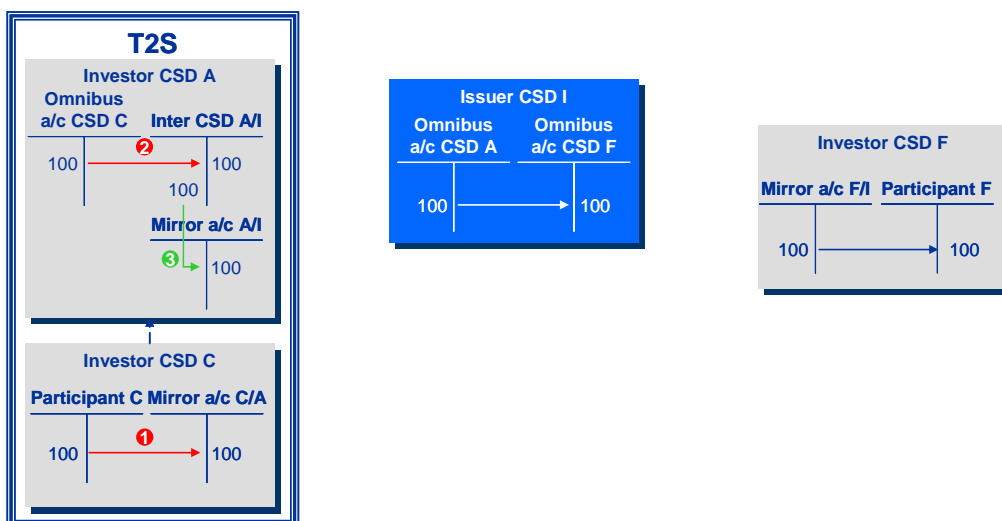 T2S
Investor CSD A
Omnibus
a/c CSD C Inter CSD A/I
2
100 100
100
Mirror a/c A/I
3
100
Investor CSD C
Participant C Mirror a/c C/A
1
100 100
Issuer CSD I
Omnibus Omnibus
a/c CSD A a/c CSD F
100 100
Investor CSD F
Mirror a/c F/I Participant F
100 100